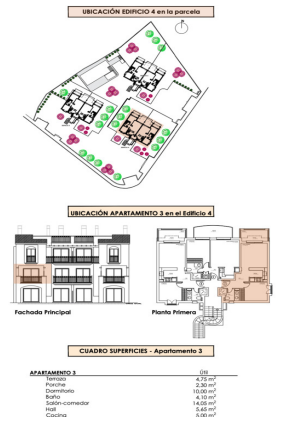 UBICACIÓN EDIFICIO 4 en la parcela
UBICACIÓN APARTAMENTO 3 en el Edificio 4
Fachada Principal
Planta Primera
CUADRO SUPERFICIES - Apartamento 3
APARTAMENTO 3 Útil
Terraza 4,75 m²
Porche 2,30 m²
Dormitorio 10,00 m²
Baño 4,10 m²
Salón-comedor 14,05 m²
Hall 5,65 m²
Cocina 5,00 m²